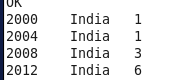 OK
2000 India 1
2004 India 1
2008 India 3
2012 India 6